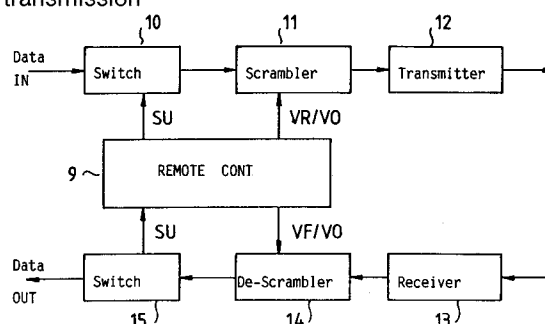 transmission
10
11
12
Data
IN
Switch
Scrambler
Transmitter
SU
VR/VO
9
REMOTE CONT
SU
VF/VO
Data
OUT
Switch
De-Scrambler
Receiver
15
14
13